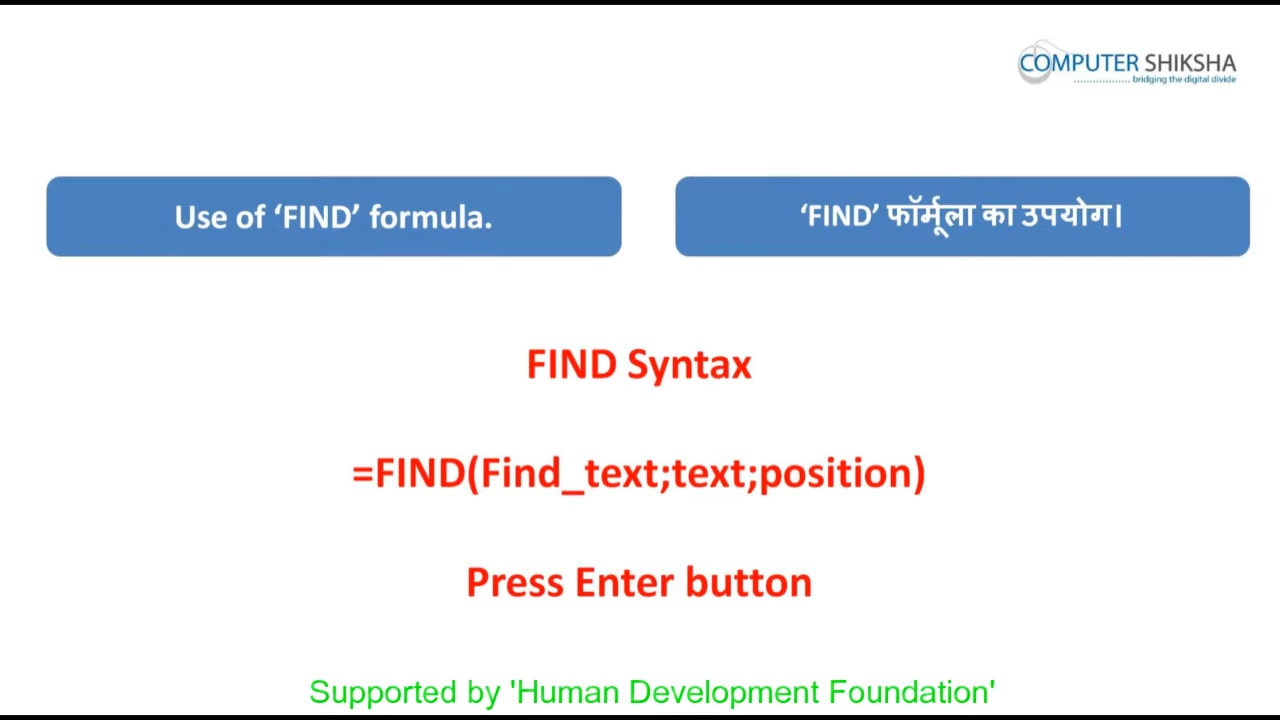 COMPUTER SHIKSHA
bridging the digital divide
Use of ‘FIND’ formula.
‘FIND’ फॉर्मूला का उपयोग।
FIND Syntax
=FIND(Find_text;text;position)
Press Enter button
Supported by 'Human Development Foundation'